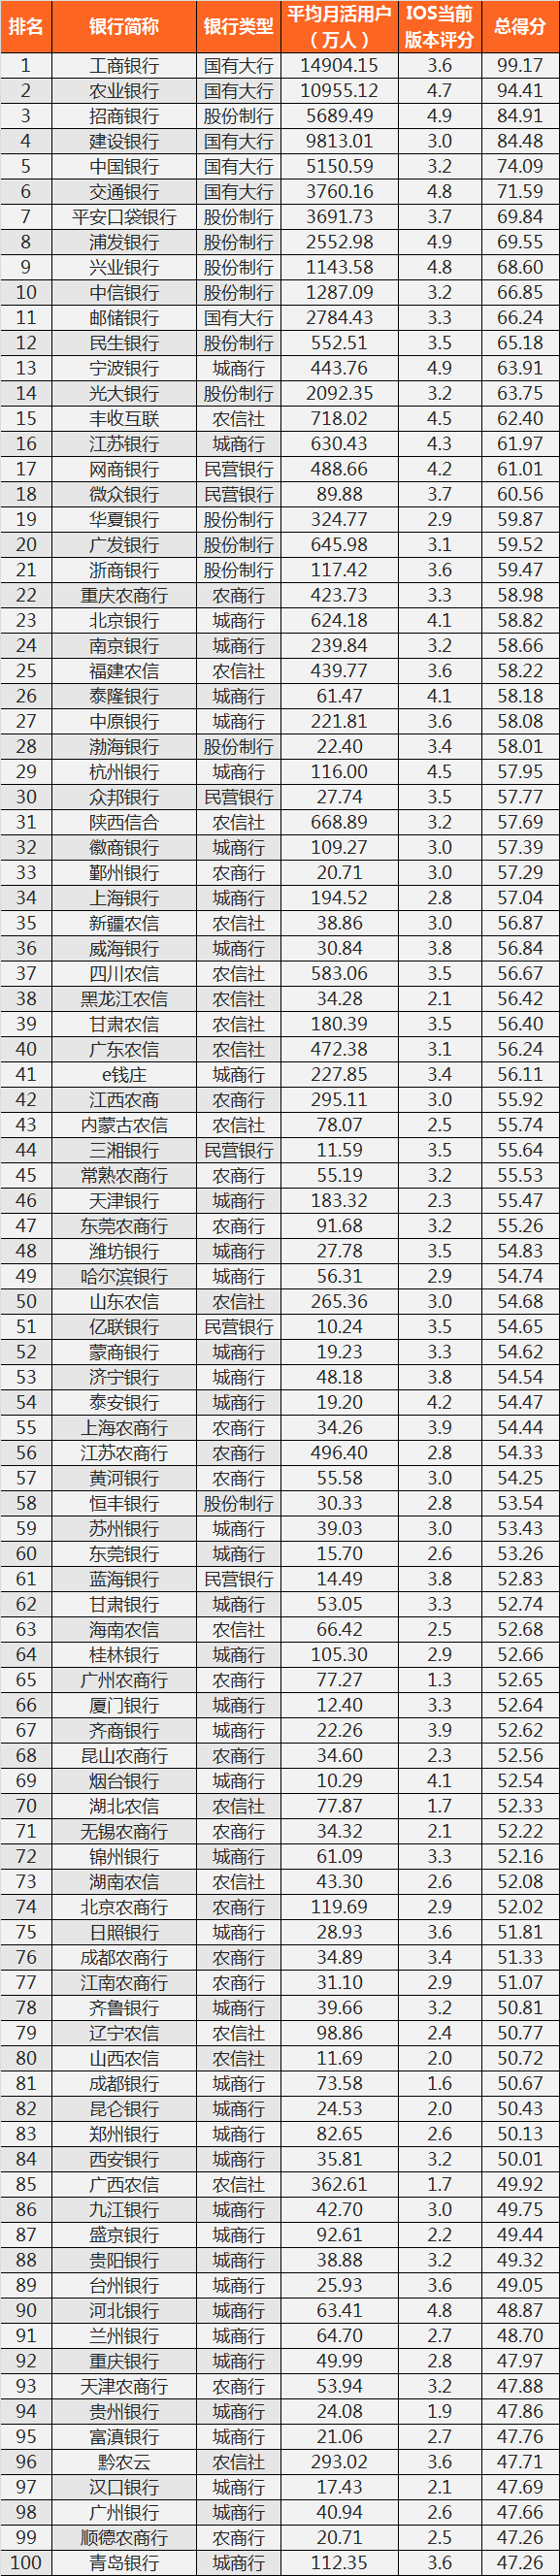 排名 银行简称 银行类型 平均月活用户（万人） IOS当前版本评分 总得分
1 工商银行 国有大行 14904.15 3.6 99.17
2 农业银行 国有大行 10955.12 4.7 94.41
3 招商银行 股份制行 5689.49 4.9 84.91
4 建设银行 国有大行 9813.01 3.0 84.48
5 中国银行 国有大行 5150.59 3.2 74.09
6 交通银行 国有大行 3760.16 4.8 71.59
7 平安口袋银行 股份制行 3691.73 3.7 69.84
8 浦发银行 股份制行 2552.98 4.9 69.55
9 兴业银行 股份制行 1143.58 4.8 68.60
10 中信银行 股份制行 1287.09 3.2 66.85
11 邮储银行 国有大行 2784.43 3.3 66.24
12 民生银行 股份制行 552.51 3.5 65.18
13 宁波银行 城商行 443.76 4.9 63.91
14 光大银行 股份制行 2092.35 3.2 63.75
15 丰收互联 农信社 718.02 4.5 62.40
16 江苏银行 城商行 630.43 4.3 61.97
17 网商银行 民营银行 488.66 4.2 61.01
18 微众银行 民营银行 89.88 3.7 60.56
19 华夏银行 股份制行 324.77 2.9 59.87
20 广发银行 股份制行 645.98 3.1 59.52
21 浙商银行 股份制行 117.42 3.6 59.47
22 重庆农商行 农商行 423.73 3.3 58.98
23 北京银行 城商行 624.18 4.1 58.82
24 南京银行 城商行 239.84 3.2 58.66
25 福建农信 农信社 439.77 3.6 58.22
26 泰隆银行 城商行 61.47 4.1 58.18
27 中原银行 城商行 221.81 3.6 58.08
28 渤海银行 股份制行 22.40 3.4 58.01
29 杭州银行 城商行 116.00 4.5 57.95
30 众邦银行 民营银行 27.74 3.5 57.77
31 陕西信合 农信社 668.89 3.2 57.69
32 徽商银行 城商行 109.27 3.0 57.39
33 鄞州银行 农商行 20.71 3.0 57.29
34 上海银行 城商行 194.52 2.8 57.04
35 新疆农信 农信社 38.86 3.0 56.87
36 威海银行 城商行 30.84 3.8 56.84
37 四川农信 农信社 583.06 3.5 56.67
38 黑龙江农信 农信社 34.28 2.1 56.42
39 甘肃农信 农信社 180.39 3.5 56.40
40 广东农信 农信社 472.38 3.1 56.24
41 e钱庄 城商行 227.85 3.4 56.11
42 江西农商 农商行 295.11 3.0 55.92
43 内蒙古农信 农信社 78.07 2.5 55.74
44 三湘银行 民营银行 11.59 3.5 55.64
45 常熟农商行 农商行 55.19 3.2 55.53
46 天津银行 城商行 183.32 2.3 55.47
47 东莞农商行 农商行 91.68 3.2 55.26
48 潍坊银行 城商行 27.78 3.5 54.83
49 哈尔滨银行 城商行 56.31 2.9 54.74
50 山东农信 农信社 265.36 3.0 54.68
51 亿联银行 民营银行 10.24 3.5 54.65
52 蒙商银行 城商行 19.23 3.3 54.62
53 济宁银行 城商行 48.18 3.8 54.54
54 泰安银行 城商行 19.20 4.2 54.47
55 上海农商行 农商行 34.26 3.9 54.44
56 江苏农商行 农商行 496.40 2.8 54.33
57 黄河银行 农商行 55.58 3.0 54.25
58 恒丰银行 股份制行 30.33 2.8 53.54
59 苏州银行 城商行 39.03 3.0 53.43
60 东莞银行 城商行 15.70 2.6 53.26
61 蓝海银行 民营银行 14.49 3.8 52.83
62 甘肃银行 城商行 53.05 3.3 52.74
63 海南农信 农信社 66.42 2.5 52.68
64 桂林银行 城商行 105.30 2.9 52.66
65 广州农商行 农商行 77.27 1.3 52.65
66 厦门银行 城商行 12.40 3.3 52.64
67 齐商银行 城商行 22.26 3.9 52.62
68 昆山农商行 农商行 34.60 2.3 52.56
69 烟台银行 城商行 10.29 4.1 52.54
70 湖北农信 农信社 77.87 1.7 52.33
71 无锡农商行 农商行 34.32 2.1 52.22
72 锦州银行 城商行 61.09 3.3 52.16
73 湖南农信 农信社 43.30 2.6 52.08
74 北京农商行 农商行 119.69 2.9 52.02
75 日照银行 城商行 28.93 3.6 51.81
76 成都农商行 农商行 34.89 3.4 51.33
77 江南农商行 农商行 31.10 2.9 51.07
78 齐鲁银行 城商行 39.66 3.2 50.81
79 辽宁农信 农信社 98.86 2.4 50.77
80 山西农信 农信社 11.69 2.0 50.72
81 成都银行 城商行 73.58 1.6 50.67
82 昆仑银行 城商行 24.53 2.0 50.43
83 郑州银行 城商行 82.65 2.6 50.13
84 西安银行 城商行 35.81 3.2 50.01
85 广西农信 农信社 362.61 1.7 49.92
86 九江银行 城商行 42.70 3.0 49.75
87 盛京银行 城商行 92.61 2.2 49.44
88 贵阳银行 城商行 38.88 3.2 49.32
89 台州银行 城商行 25.93 3.6 49.05
90 河北银行 城商行 63.41 4.8 48.87
91 兰州银行 城商行 64.70 2.7 48.70
92 重庆银行 城商行 49.99 2.8 47.97
93 天津农商行 农商行 53.94 3.2 47.88
94 贵州银行 城商行 24.08 1.9 47.86
95 富滇银行 城商行 21.06 2.7 47.76
96 黔农云 农信社 293.02 3.6 47.71
97 汉口银行 城商行 17.43 2.1 47.69
98 广州银行 城商行 40.94 2.6 47.66
99 顺德农商行 农商行 20.71 2.5 47.26
100 青岛银行 城商行 112.35 3.6 47.26